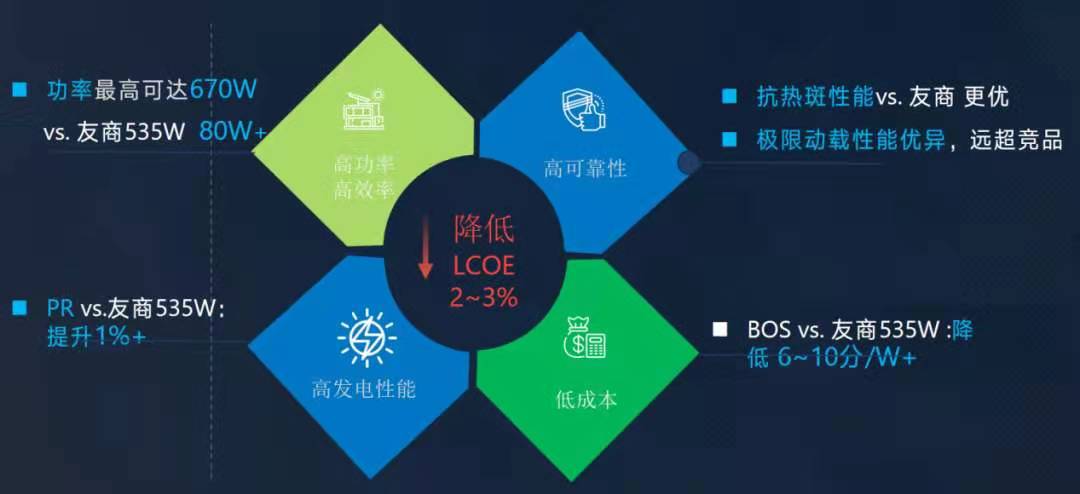 功率最高可达670W
vs. 友商535W 80W+
高功率
高效率
高可靠性
抗热斑性能vs. 友商 更优
极限动载性能优异，远超竞品
降低
LCOE
2~3%
PR vs.友商535W:
提升1%+
高发电性能
低成本
BOS vs. 友商535W :降
低 6~10分/W+